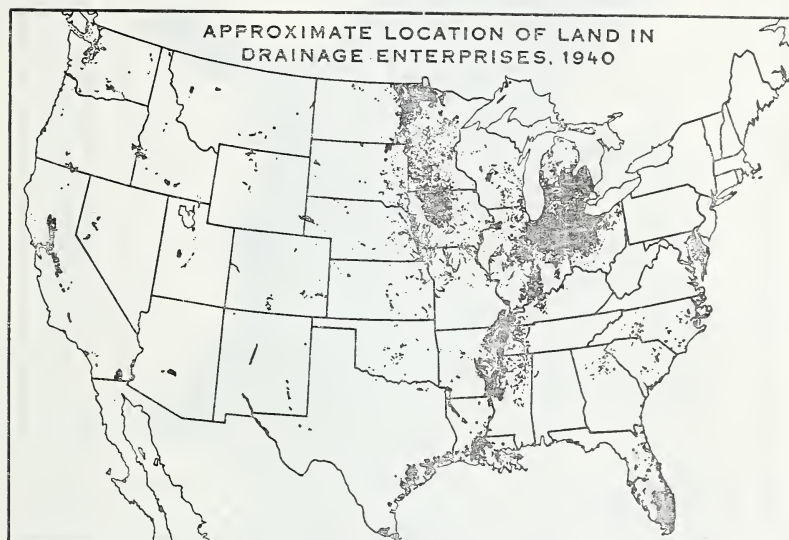 APPROXIMATE LOCATION OF LAND IN
DRAINAGE ENTERPRISES, 1940